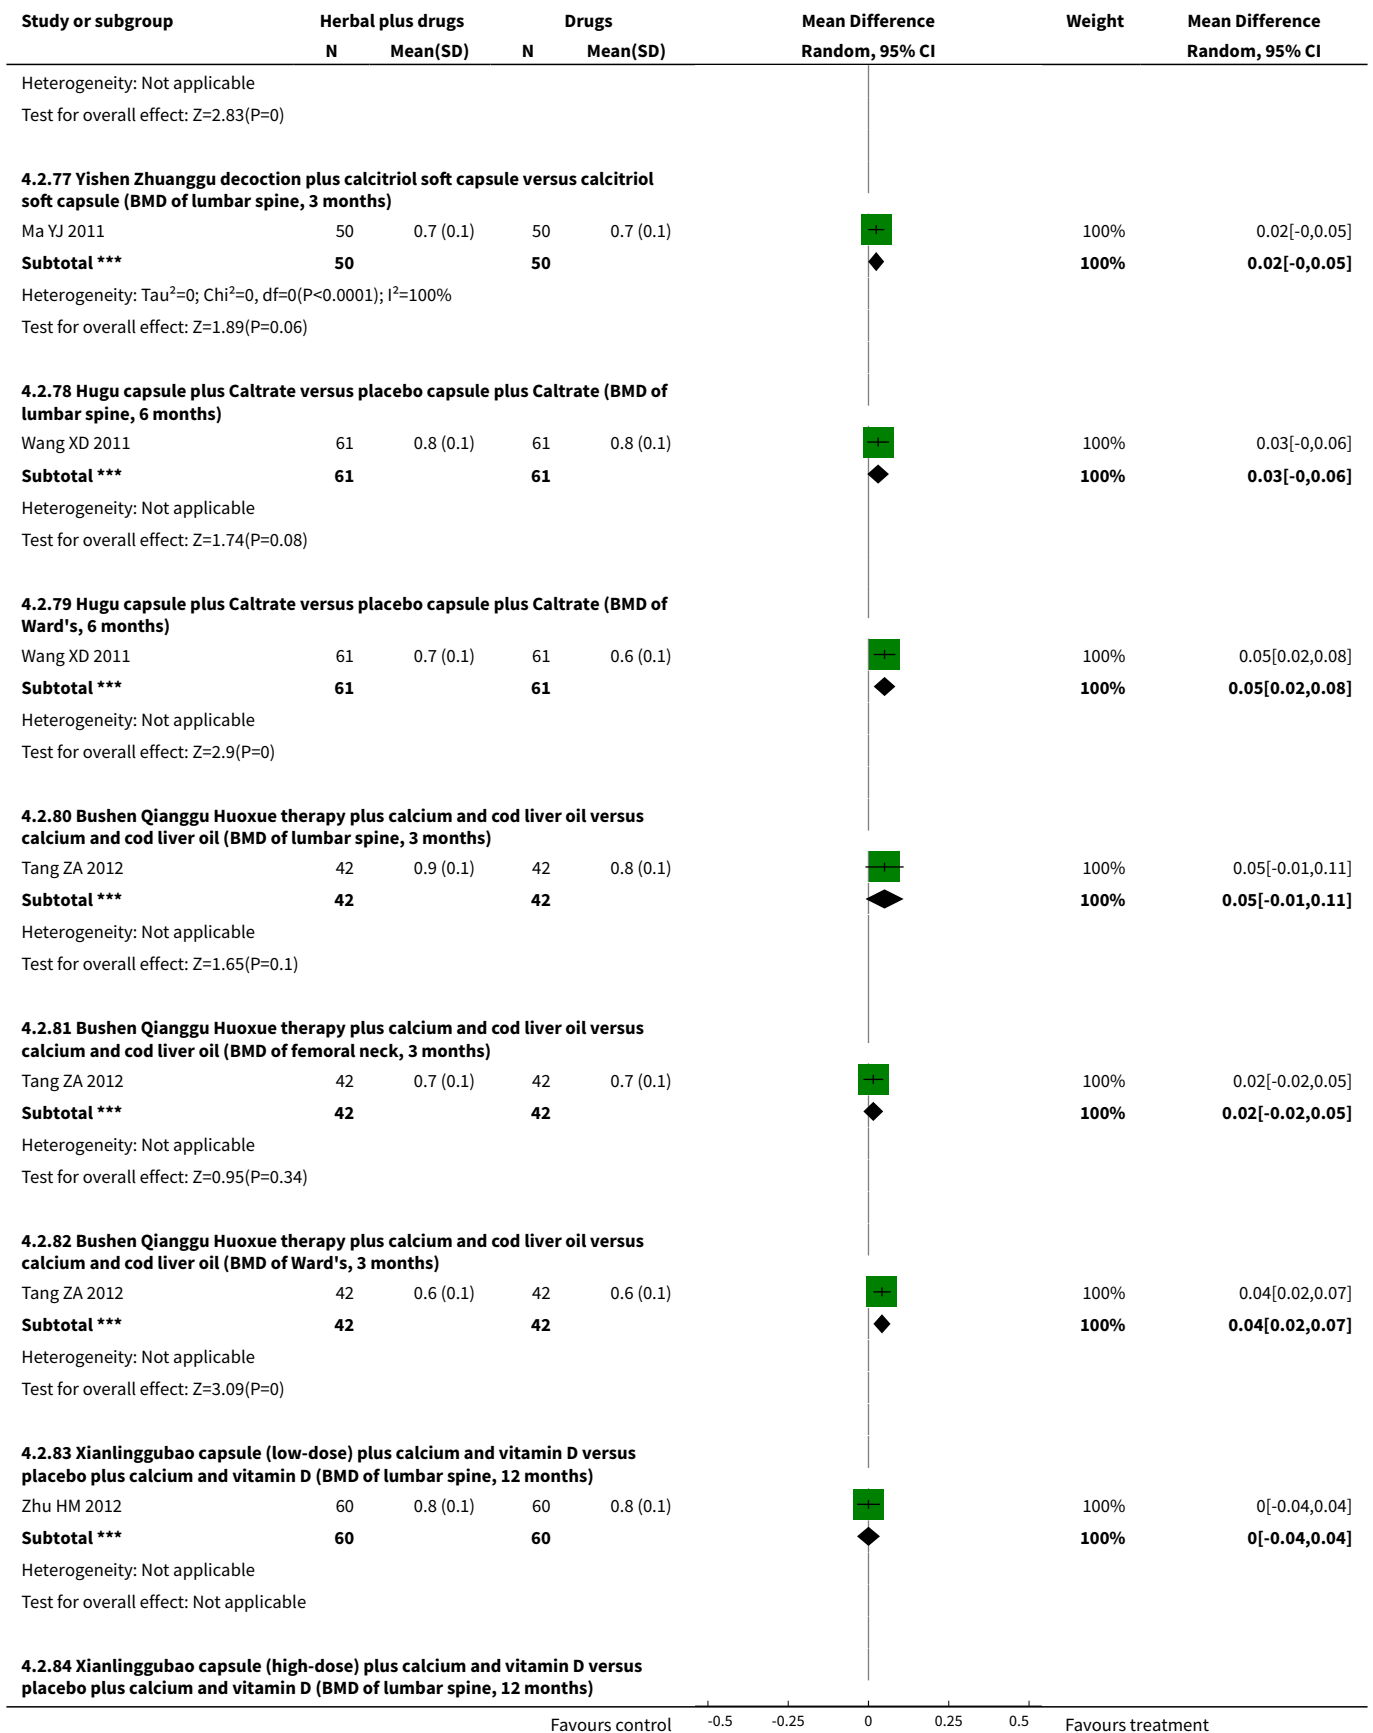 Study or subgroup Herbal plus drugs Drugs Mean Difference Weight Mean Difference
N Mean(SD) N Mean(SD) Random, 95% CI Random, 95% CI
Heterogeneity: Not applicable
Test for overall effect: Z=2.83(P=0)
4.2.77 Yishen Zhuanggu decoction plus calcitriol soft capsule versus calcitriol
soft capsule (BMD of lumbar spine, 3 months)
Ma YJ 2011 50 0.7 (0.1) 50 0.7 (0.1) 100% 0.02[-0,0.05]
Subtotal *** 50 50 100% 0.02[-0,0.05]
Heterogeneity: Tau²=0; Chi²=0, df=0(P<0.0001); I²=100%
Test for overall effect: Z=1.89(P=0.06)
4.2.78 Hugu capsule plus Caltrate versus placebo capsule plus Caltrate (BMD of
lumbar spine, 6 months)
Wang XD 2011 61 0.8 (0.1) 61 0.8 (0.1) 100% 0.03[-0,0.06]
Subtotal *** 61 61 100% 0.03[-0,0.06]
Heterogeneity: Not applicable
Test for overall effect: Z=1.74(P=0.08)
4.2.79 Hugu capsule plus Caltrate versus placebo capsule plus Caltrate (BMD of
Ward's, 6 months)
Wang XD 2011 61 0.7 (0.1) 61 0.6 (0.1) 100% 0.05[0.02,0.08]
Subtotal *** 61 61 100% 0.05[0.02,0.08]
Heterogeneity: Not applicable
Test for overall effect: Z=2.9(P=0)
4.2.80 Bushen Qianggu Huoxue therapy plus calcium and cod liver oil versus
calcium and cod liver oil (BMD of lumbar spine, 3 months)
Tang ZA 2012 42 0.9 (0.1) 42 0.8 (0.1) 100% 0.05[-0.01,0.11]
Subtotal *** 42 42 100% 0.05[-0.01,0.11]
Heterogeneity: Not applicable
Test for overall effect: Z=1.65(P=0.1)
4.2.81 Bushen Qianggu Huoxue therapy plus calcium and cod liver oil versus
calcium and cod liver oil (BMD of femoral neck, 3 months)
Tang ZA 2012 42 0.7 (0.1) 42 0.7 (0.1) 100% 0.02[-0.02,0.05]
Subtotal *** 42 42 100% 0.02[-0.02,0.05]
Heterogeneity: Not applicable
Test for overall effect: Z=0.95(P=0.34)
4.2.82 Bushen Qianggu Huoxue therapy plus calcium and cod liver oil versus
calcium and cod liver oil (BMD of Ward's, 3 months)
Tang ZA 2012 42 0.6 (0.1) 42 0.6 (0.1) 100% 0.04[0.02,0.07]
Subtotal *** 42 42 100% 0.04[0.02,0.07]
Heterogeneity: Not applicable
Test for overall effect: Z=3.09(P=0)
4.2.83 Xianlinggubao capsule (low-dose) plus calcium and vitamin D versus
placebo plus calcium and vitamin D (BMD of lumbar spine, 12 months)
Zhu HM 2012 60 0.8 (0.1) 60 0.8 (0.1) 100% 0[-0.04,0.04]
Subtotal *** 60 60 100% 0[-0.04,0.04]
Heterogeneity: Not applicable
Test for overall effect: Not applicable
4.2.84 Xianlinggubao capsule (high-dose) plus calcium and vitamin D versus
placebo plus calcium and vitamin D (BMD of lumbar spine, 12 months)
Favours control -0.5 -0.25 0 0.25 0.5 Favours treatment